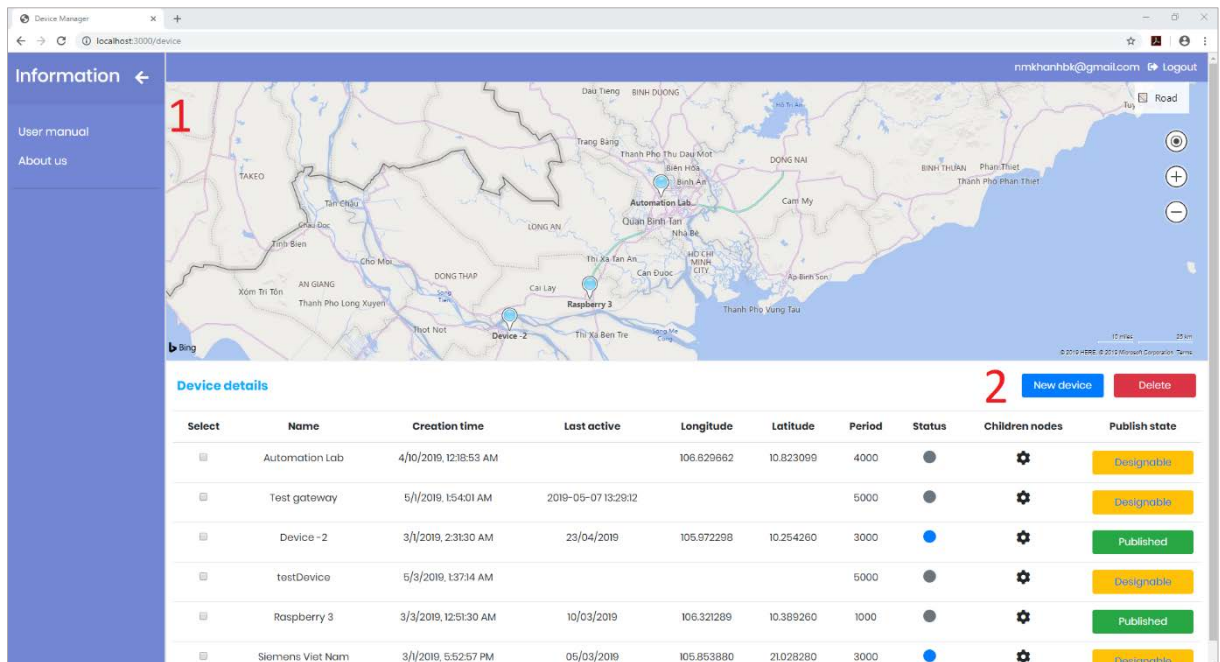 Device Manager
localhost:3000/device
Information
nmkhanhbk@gmail.com Logout
User manual
About us
1
Dau Tieng
BINH DUONG
Road
Trang Bang
Thanh Pho Thu Dau Mot
Bien Hoa
DONG NAI
BINH THUAN
Phan Thiet
Thanh Pho Phan Thiet
TAKEO
Binh An
Tan Chau
Automation Lab
Cam My
Chau Doc
LONG AN
Quan Binh Tan
Nha Be
Tinh Bien
Cho Moi
Thi Xa Tan An
HO CHI
MINH
CITY
DONG THAP
Can Duoc
Ap Binh Son
AN GIANG
Xom Tri Ton
Cai Lay
Thanh Pho Long Xuyen
Raspberry 3
Thanh Pho Vung Tau
Thot Not
Device -2
Thi Xa Ben Tre
Bing
15 miles
25 km
© 2019 HERE, © 2019 Microsoft Corporation Terms
Device details
2
New device
Delete
Select Name Creation time Last active Longitude Latitude Period Status Children nodes Publish state
Automation Lab 4/10/2019, 12:18:53 AM 106.629662 10.823099 4000 Designable
Test gateway 5/1/2019, 1:54:01 AM 2019-05-07 13:29:12 5000 Designable
Device -2 3/1/2019, 2:31:30 AM 23/04/2019 105.972298 10.254260 3000 Published
testDevice 5/3/2019, 1:37:14 AM 5000 Designable
Raspberry 3 3/3/2019, 12:51:30 AM 10/03/2019 106.321289 10.389260 1000 Published
Siemens Viet Nam 3/1/2019, 5:52:57 PM 05/03/2019 105.853880 21.028280 3000 Designable